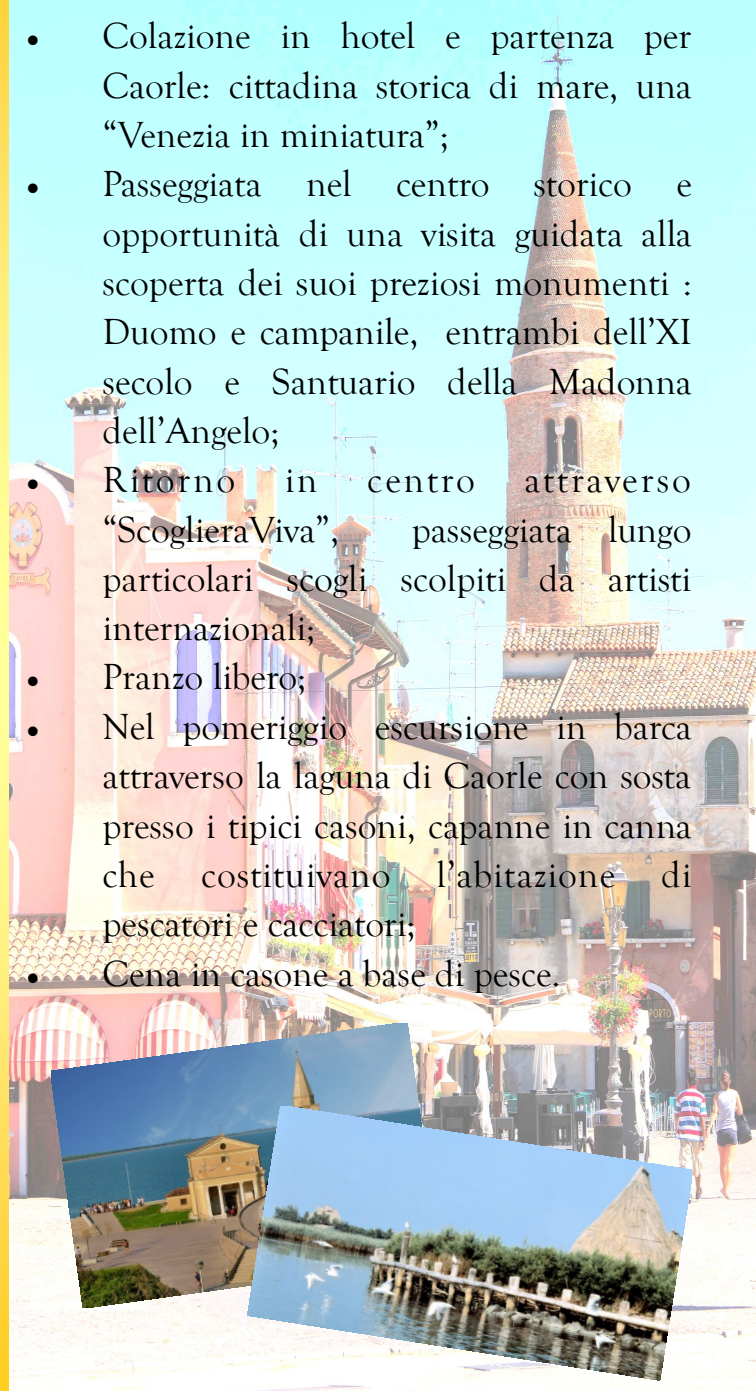 • Colazione in hotel e partenza per
Caorle: cittadina storica di mare, una
“Venezia in miniatura”;
• Passeggiata nel centro storico e
opportunità di una visita guidata alla
scoperta dei suoi preziosi monumenti :
Duomo e campanile, entrambi dell’XI
secolo e Santuario della Madonna
dell’Angelo;
• Ritorno in centro attraverso
“ScoglieraViva”, passeggiata lungo
particolari scogli scolpiti da artisti
internazionali;
• Pranzo libero;
• Nel pomeriggio escursione in barca
attraverso la laguna di Caorle con sosta
presso i tipici casoni, capanne in canna
che costituivano l’abitazione di
pescatori e cacciatori;
• Cena in casone a base di pesce.
PORTO